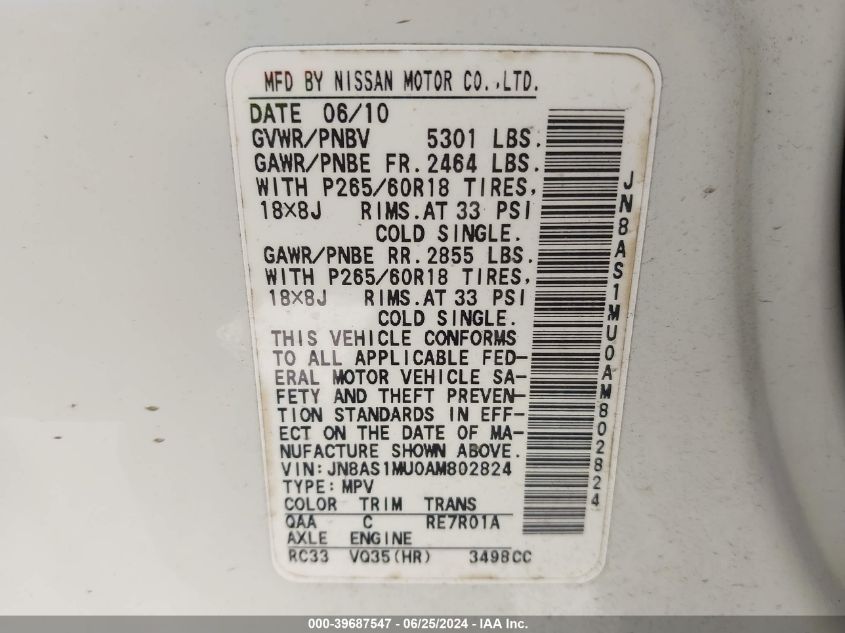 MFD BY NISSAN MOTOR CO.,LTD.
DATE 06/10
GVWR/PNBV 5301 LBS.
GAWR/PNBE FR. 2464 LBS.
WITH P265/60R18 TIRES,
18×8J RIMS. AT 33 PSI
COLD SINGLE.
GAWR/PNBE RR. 2855 LBS.
WITH P265/60R18 TIRES,
18×8J RIMS. AT 33 PSI
COLD SINGLE.
THIS VEHICLE CONFORMS
TO ALL APPLICABLE FED-
ERAL MOTOR VEHICLE SA-
FETY AND THEFT PREVEN-
TION STANDARDS IN EFF-
ECT ON THE DATE OF MA-
NUFACTURE SHOWN ABOVE.
VIN: JN8AS1MU0AM802824
TYPE: MPV
COLOR TRIM TRANS
QAA C RE7R01A
AXLE ENGINE
RC33 VQ35(HR) 3498CC
JN8AS1MU0AM802824
000-39687547 - 06/25/2024 - IAA Inc.